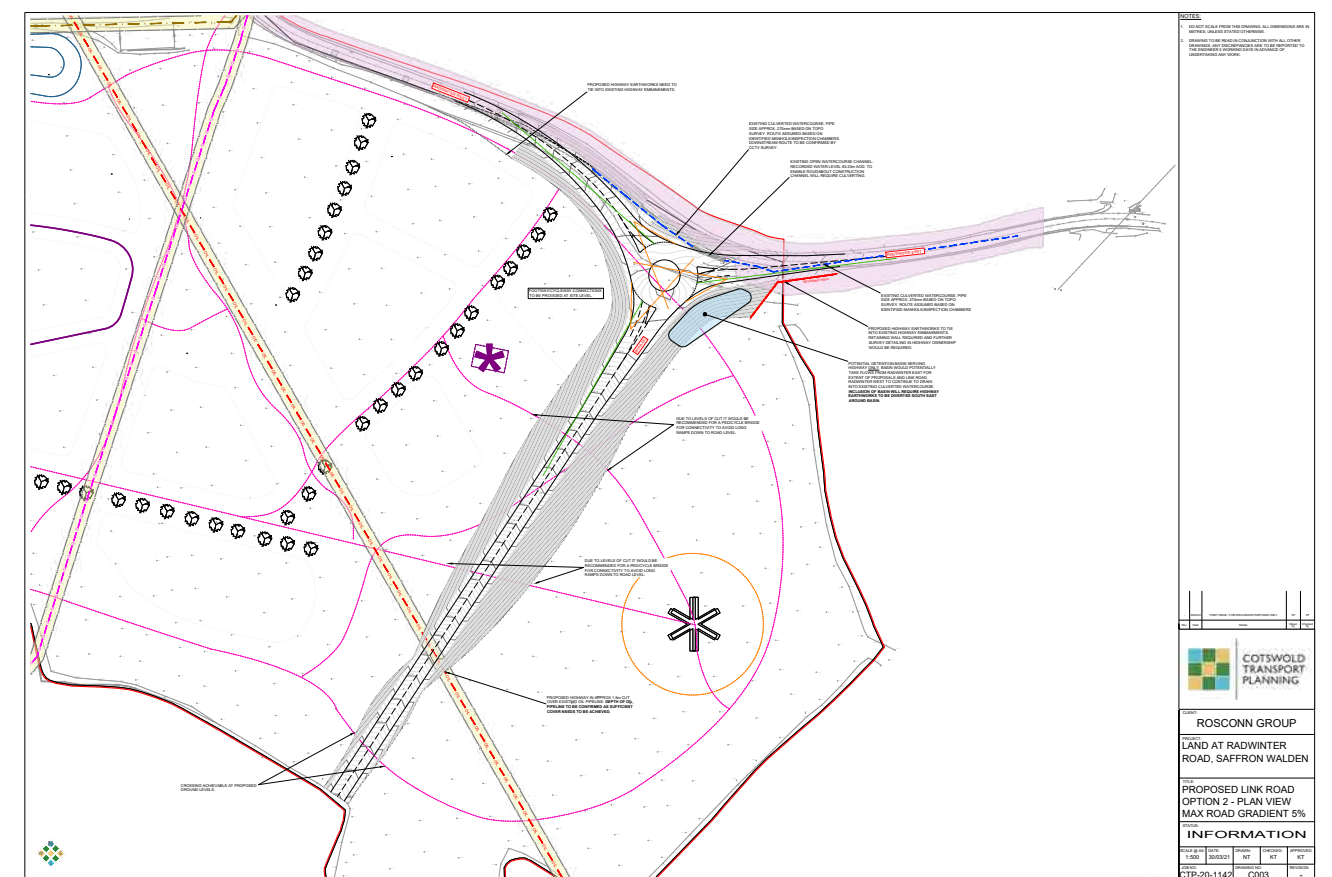 NOTES:
1. DO NOT SCALE FROM THIS DRAWING, ALL DIMENSIONS ARE IN
METRES, UNLESS STATED OTHERWISE.
2. DRAWING TO BE READ IN CONJUNCTION WITH ALL OTHER
DRAWINGS. ANY DISCREPANCIES ARE TO BE REPORTED TO
THE ENGINEER 5 WORKING DAYS IN ADVANCE OF
UNDERTAKING ANY WORK.
PROPOSED HIGHWAY EARTHWORKS NEED TO
TIE INTO EXISTING HIGHWAY EMBANKMENTS.
EXISTING CULVERTED WATERCOURSE. PIPE
SIZE APPROX. 270mm BASED ON TOPO
SURVEY. ROUTE ASSUMED BASED ON
IDENTIFIED MANHOLE/INSPECTION CHAMBERS
DOWNSTREAM ROUTE TO BE CONFIRMED BY
CCTV SURVEY.
EXISTING OPEN WATERCOURSE CHANNEL.
ENABLE ROUNDABOUT CONSTRUCTION
CHANNEL WILL REQUIRE CULVERTING.
FOOTWAY/CYCLEWAY CONNECTIONS
TO BE PROVIDED AT SITE LEVEL.
EXISTING CULVERTED WATERCOURSE. PIPE
SIZE APPROX. 270mm BASED ON TOPO
SURVEY. ROUTE ASSUMED BASED ON
IDENTIFIED MANHOLE/INSPECTION CHAMBERS
PROPOSED HIGHWAY EARTHWORKS TO TIE
INTO EXISTING HIGHWAY EMBANKMENTS.
RETAINING WALL REQUIRED AND FURTHER
SURVEY DETAILING IN HIGHWAY OWNERSHIP
WOULD BE REQUIRED.
POTENTIAL DETENTION BASIN SERVING
HIGHWAY ONLY. BASIN WOULD POTENTIALLY
TAKE FLOWS FROM RADWINTER EAST FOR
EXTENT OF PROPOSALS AND LINK ROAD.
RADWINTER WEST TO CONTINUE TO DRAIN
INTO EXISTING CULVERTED WATERCOURSE.
INCLUSION OF BASIN WILL REQUIRE HIGHWAY
EARTHWORKS TO BE DIVERTED SOUTH EAST
AROUND BASIN.
DUE TO LEVELS OF CUT IT WOULD BE
RECOMMENDED FOR A PED/CYCLE BRIDGE
FOR CONNECTIVITY TO AVOID LONG
RAMPS DOWN TO ROAD LEVEL.
DUE TO LEVELS OF CUT IT WOULD BE
RECOMMENDED FOR A PED/CYCLE BRIDGE
FOR CONNECTIVITY TO AVOID LONG
RAMPS DOWN TO ROAD LEVEL.
PROPOSED HIGHWAY IN APPROX 1.5m CUT
OVER EXISTING OIL PIPELINE. DEPTH OF OIL
PIPELINE TO BE CONFIRMED AS SUFFICIENT
COVER NEEDS TO BE ACHIEVED.
CROSSING ACHIEVABLE AT PROPOSED
GROUND LEVELS.
COTSWOLD
TRANSPORT
PLANNING
CLIENT:
ROSCONN GROUP
PROJECT:
LAND AT RADWINTER
ROAD, SAFFRON WALDEN
TITLE:
PROPOSED LINK ROAD
OPTION 2 - PLAN VIEW
MAX ROAD GRADIENT 5%
STATUS:
INFORMATION
SCALE @ A0: DATE: DRAWN: CHECKED: APPROVED:
1:500 30/03/21 NT KT KT
JOB NO: DRAWING NO: REVISION:
CTP-20-1142 C003 -